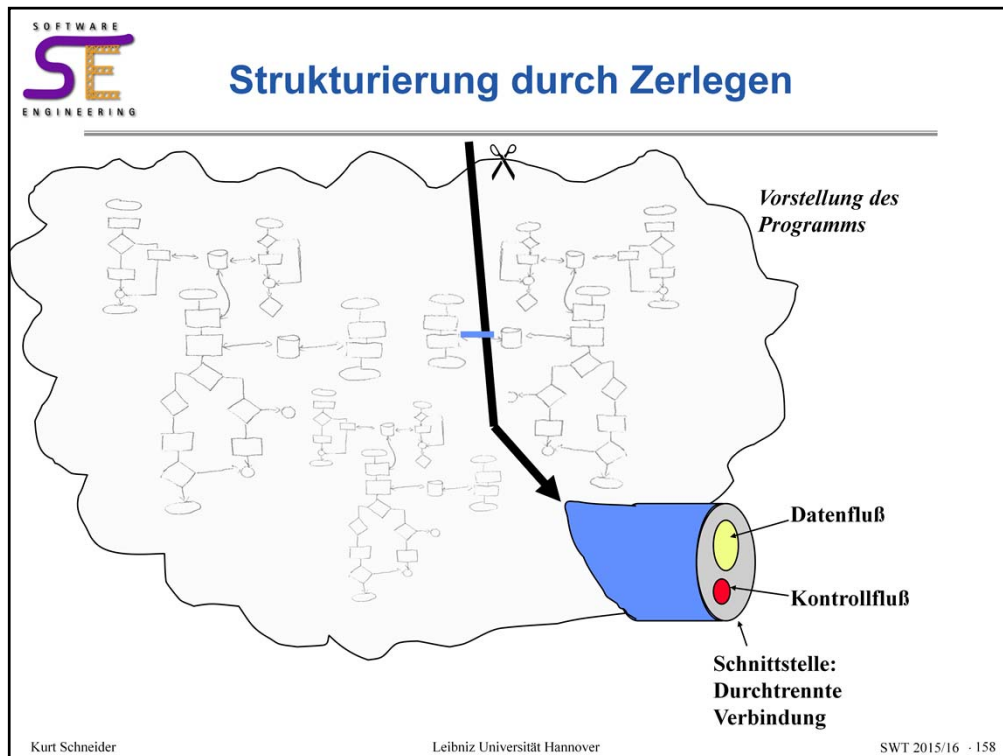 SOFTWARE
SE
ENGINEERING
Strukturierung durch Zerlegen
Vorstellung des
Programms
Datenfluß
Kontrollfluß
Schnittstelle:
Durchtrennte
Verbindung
Kurt Schneider
Leibniz Universität Hannover
SWT 2015/16 - 158